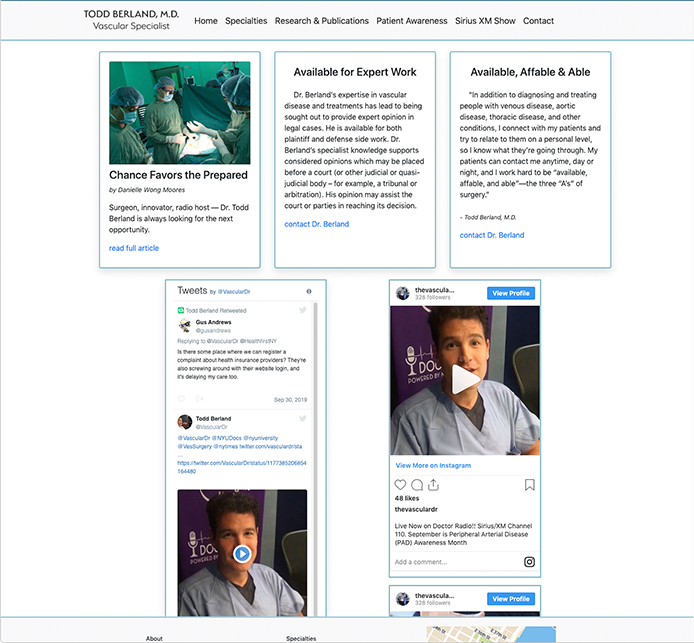 TODD BERLAND, M.D.
Vascular Specialist
Home Specialties Research & Publications Patient Awareness Sirius XM Show Contact
Chance Favors the Prepared
by Danielle Wong Moores
Surgeon, innovator, radio host — Dr. Todd
Berland is always looking for the next
opportunity.
read full article
Available for Expert Work
Dr. Berland's expertise in vascular
disease and treatments has lead to being
sought out to provide expert opinion in
legal cases. He is available for both
plaintiff and defense side work. Dr.
Berland's specialist knowledge supports
considered opinions which may be placed
before a court (or other judicial or quasi-
judicial body – for example, a tribunal or
arbitration). His opinion may assist the
court or parties in reaching its decision.
contact Dr. Berland
Available, Affable & Able
"In addition to diagnosing and treating
people with venous disease, aortic
disease, thoracic disease, and other
conditions, I connect with my patients and
try to relate to them on a personal level,
so I know what they're going through. My
patients can contact me anytime, day or
night, and I work hard to be "available,
affable, and able"—the three "A's" of
surgery."
- Todd Berland, M.D.
contact Dr. Berland
Tweets by @VascularDr
Todd Berland Retweeted
Gus Andrews
@gusandrews
Replying to @VascularDr @HealthfirstNY
Is there some place where we can register a
complaint about health insurance providers? They're
also screwing around with their website login, and
it's delaying my care too.
Sep 30, 2019
Todd Berland
@VascularDr
@VascularDr @NYUDocs @nyuniversity
@VesSurgery @nytimes twitter.com/vasculardr/sta
...
https://twitter.com/VascularDr/status/1177385206854
164480
DOC
thevascula...
328 followers
View Profile
DOC
POWERED BY N
View More on Instagram
48 likes
thevasculardr
Live Now on Doctor Radio!! Sirius/XM Channel
110. September is Peripheral Arterial Disease
(PAD) Awareness Month
Add a comment...
thevascula...
328 followers
View Profile
About
Specialties
E 37th St